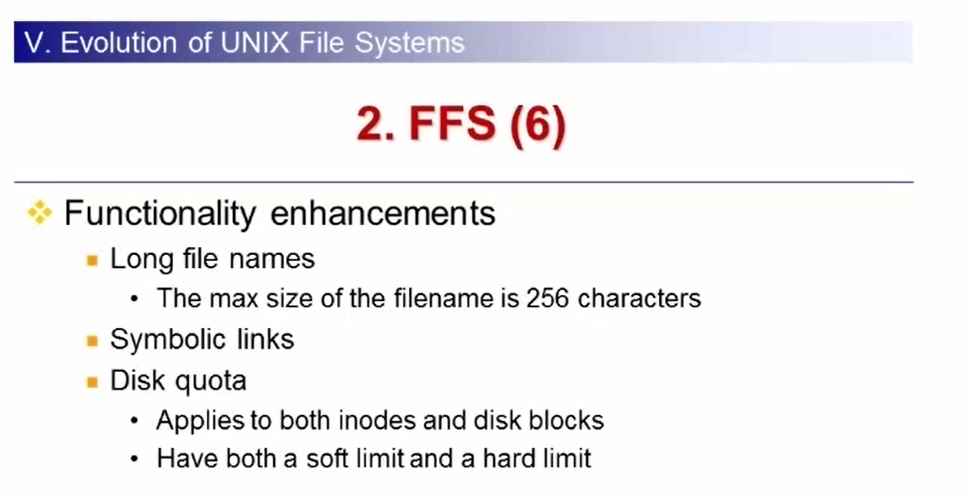 V. Evolution of UNIX File Systems
2. FFS (6)
Functionality enhancements
Long file names
• The max size of the filename is 256 characters
Symbolic links
Disk quota
• Applies to both inodes and disk blocks
• Have both a soft limit and a hard limit